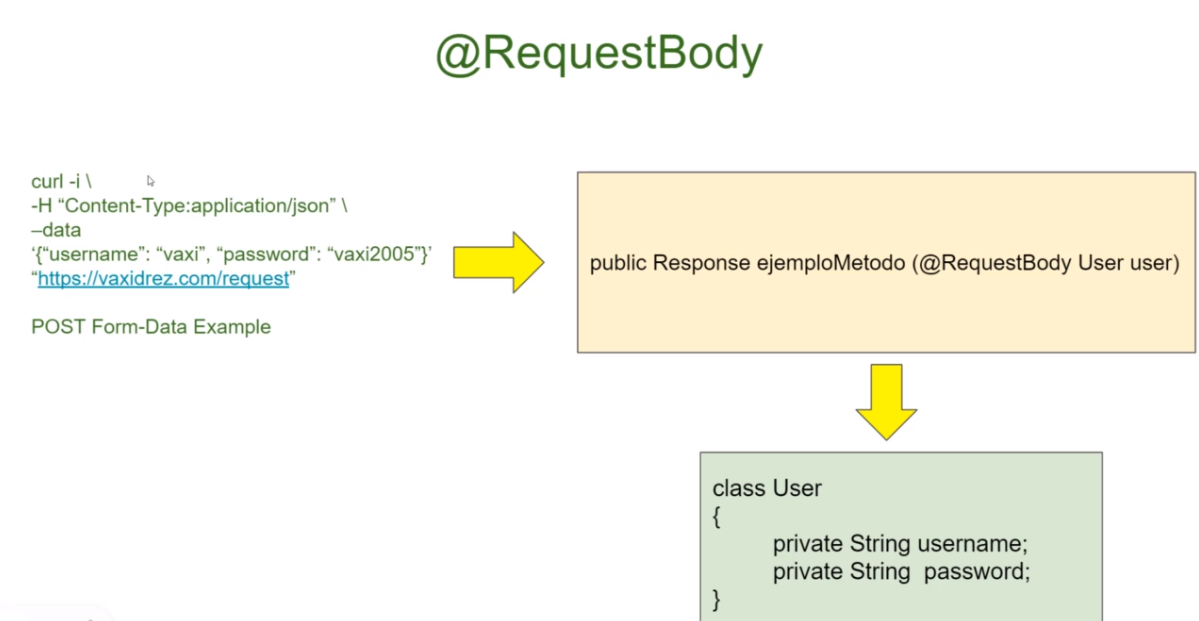 @RequestBody
curl -i \
-H “Content-Type:application/json” \
–data
‘{“username”: “vaxi”, “password”: “vaxi2005”}’
“https://vaxidrez.com/request”
POST Form-Data Example
public Response ejemploMetodo (@RequestBody User user)
class User
{
private String username;
private String password;
}